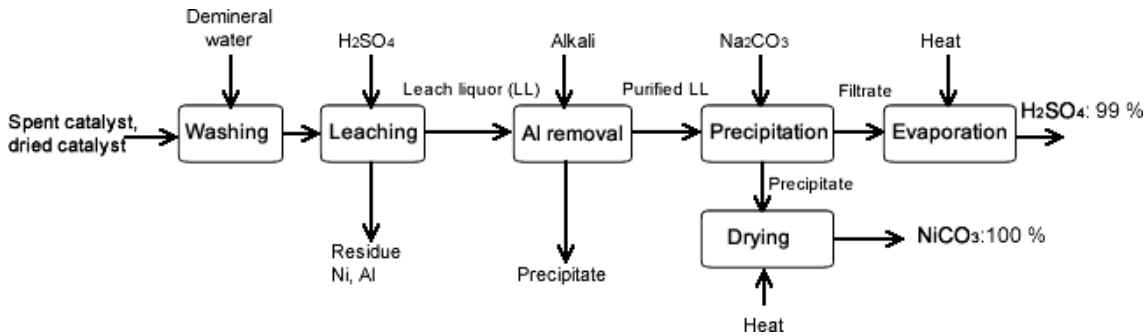 Demineral
water
H₂SO₄
Alkali
Na₂CO₃
Heat
Leach liquor (LL)
Purified LL
Filtrate
Spent catalyst,
dried catalyst
Washing
Leaching
Al removal
Precipitation
Evaporation
H₂SO₄: 99 %
Precipitate
Drying
NiCO₃:100 %
Residue
Ni, Al
Precipitate
Heat